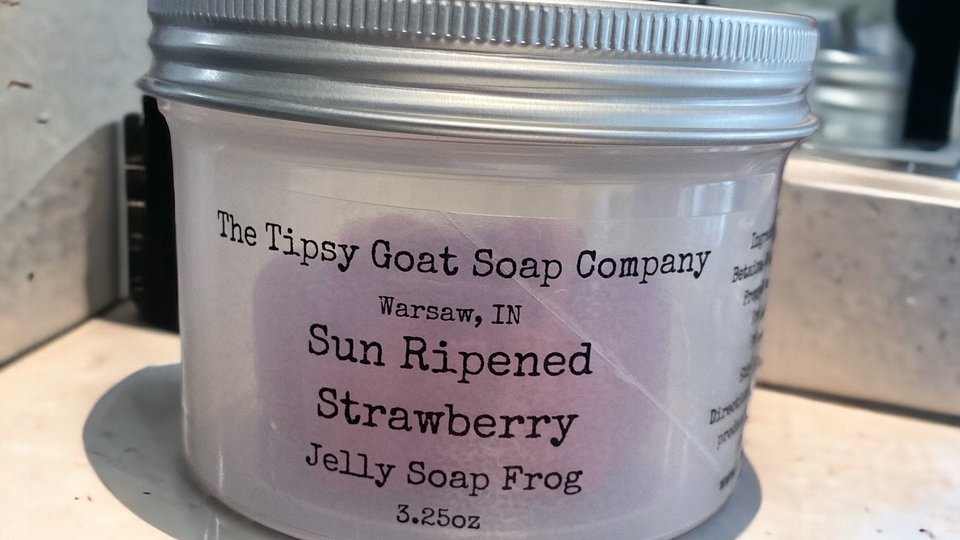 The Tipsy Goat Soap Company
Warsaw, IN
Sun Ripened
Strawberry
Jelly Soap Frog
3.25oz